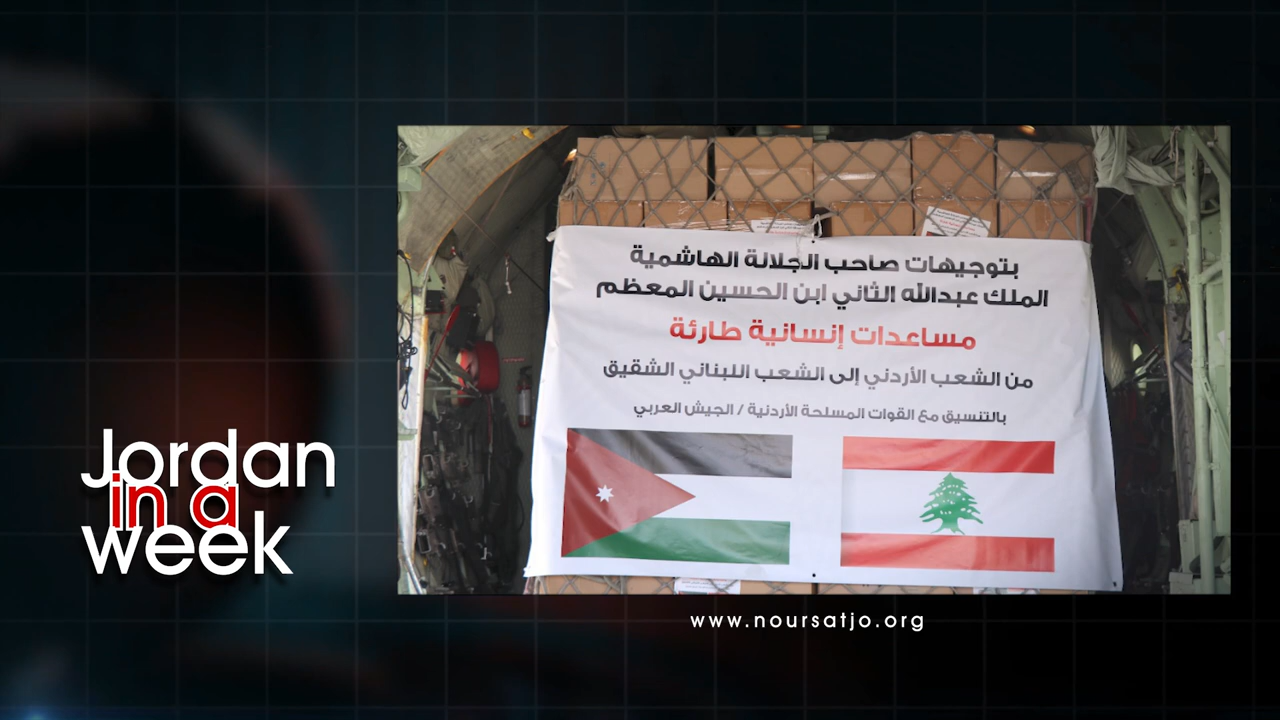 Jordan
in a
week
بتوجيهات صاحب الجلالة الهاشمية
الملك عبدالله الثاني ابن الحسين المعظم
مساعدات إنسانية طارئة
من الشعب الأردني إلى الشعب اللبناني الشقيق
بالتنسيق مع القوات المسلحة الأردنية / الجيش العربي
www.noursatjo.org